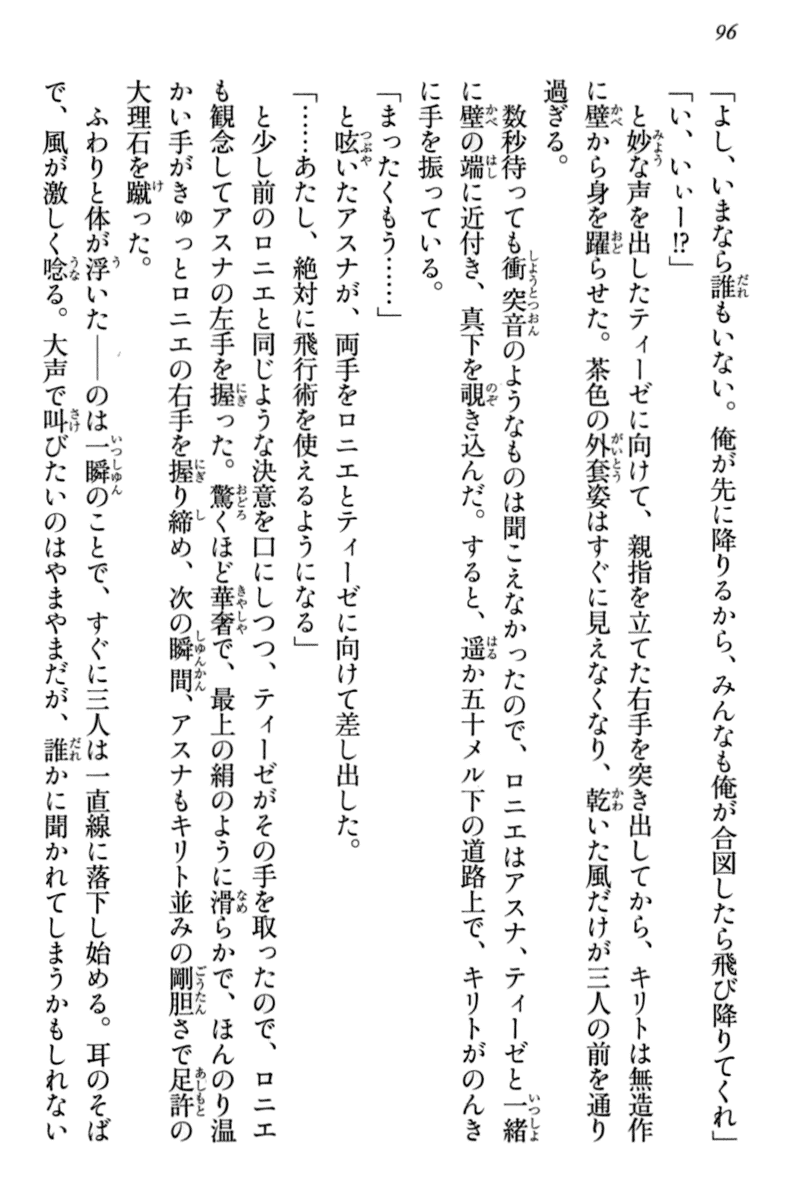 96
「よし、いまなら誰もいない。俺が先に降りるから、みんなも俺が合図したら飛び降りてくれ」
「い、いぃー!?」
と妙な声を出したティーゼに向けて、親指を立てた右手を突き出してから、キリトは無造作
に壁から身を躍らせた。茶色の外套姿はすぐに見えなくなり、乾いた風だけが三人の前を通り
過ぎる。
数秒待っても衝突音のようなものは聞こえなかったので、ロニエはアスナ、ティーゼと一緒
に壁の端に近付き、真下を覗き込んだ。すると、遥か五十メル下の道路上で、キリトがのんき
に手を振っている。
「まったくもう……」
と呟いたアスナが、両手をロニエとティーゼに向けて差し出した。
「……あたし、絶対に飛行術を使えるようになる」
と少し前のロニエと同じような決意を口にしつつ、ティーゼがその手を取ったので、ロニエ
も観念してアスナの左手を握った。驚くほど華奢で、最上の絹のように滑らかで、ほんのり温
かい手がきゅっとロニエの右手を握り締め、次の瞬間、アスナもキリト並みの剛胆さで足許の
大理石を蹴った。
ふわりと体が浮いた――のは一瞬のことで、すぐに三人は一直線に落下し始める。耳のそば
で、風が激しく唸る。大声で叫びたいのはやまやまだが、誰かに聞かれてしまうかもしれない